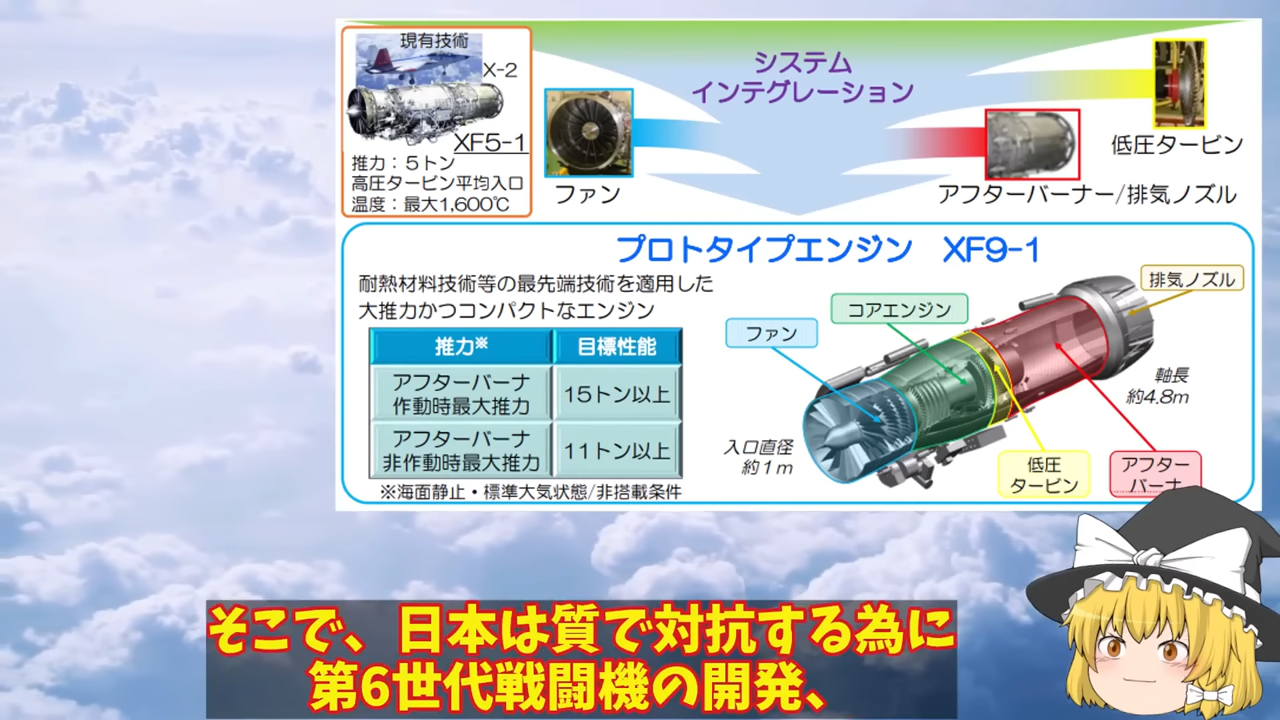 現有技術
X-2
XF5-1
推力：５トン
高圧タービン平均入口
温度：最大1,600℃
ファン
システム
インテグレーション
低圧タービン
アフターバーナー/排気ノズル
プロトタイプエンジン　XF9-1
耐熱材料技術等の最先端技術を適用した
大推力かつコンパクトなエンジン
推力※
目標性能
アフターバーナ
作動時最大推力
15トン以上
アフターバーナ
非作動時最大推力
11トン以上
※海面静止・標準大気状態/非搭載条件
ファン
コアエンジン
排気ノズル
軸長
約4.8m
入口直径
約１ｍ
低圧
タービン
アフター
バーナ
そこで、日本は質で対抗する為に
第6世代戦闘機の開発、